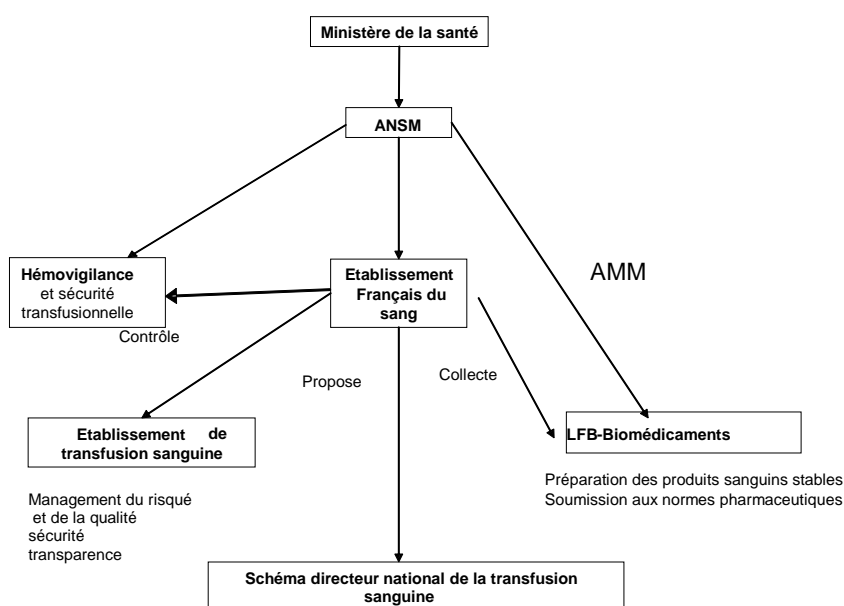 Ministère de la santé
ANSM
Hémovigilance
et sécurité
transfusionnelle
Etablissement
Français du
sang
AMM
Contrôle
Propose
Collecte
Etablissement de
transfusion sanguine
LFB-Biomédicaments
Management du risqué
et de la qualité
sécurité
transparence
Préparation des produits sanguins stables
Soumission aux normes pharmaceutiques
Schéma directeur national de la transfusion
sanguine